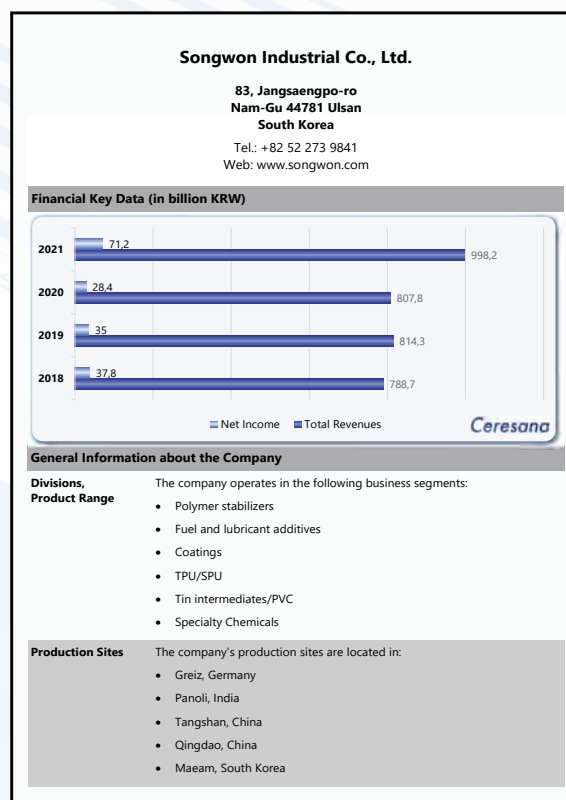 Songwon Industrial Co., Ltd.
83, Jangsaengpo-ro
Nam-Gu 44781 Ulsan
South Korea
Tel.: +82 52 273 9841
Web: www.songwon.com
Financial Key Data (in billion KRW)
2021
71,2
998,2
2020
28,4
807,8
2019
35
814,3
2018
37,8
788,7
Net Income Total Revenues
Ceresana
General Information about the Company
Divisions, Product Range
The company operates in the following business segments:
• Polymer stabilizers
• Fuel and lubricant additives
• Coatings
• TPU/SPU
• Tin intermediates/PVC
• Specialty Chemicals
Production Sites
The company's production sites are located in:
• Greiz, Germany
• Panoli, India
• Tangshan, China
• Qingdao, China
• Maeam, South Korea